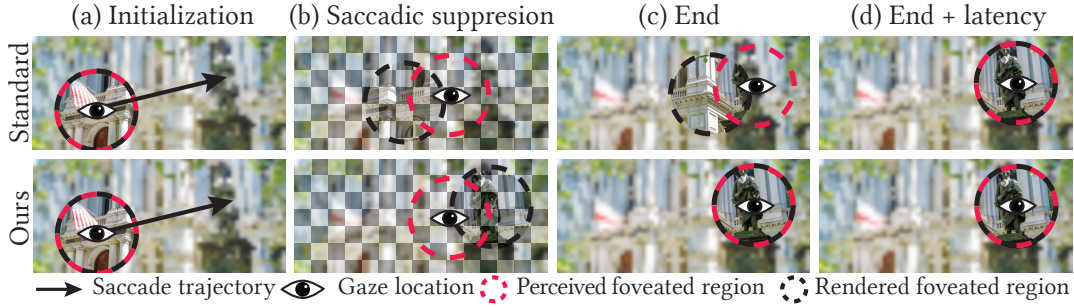 (a) Initialization (b) Saccadic suppresion (c) End (d) End + latency
Standard
Ours
Saccade trajectory Gaze location Perceived foveated region Rendered foveated region